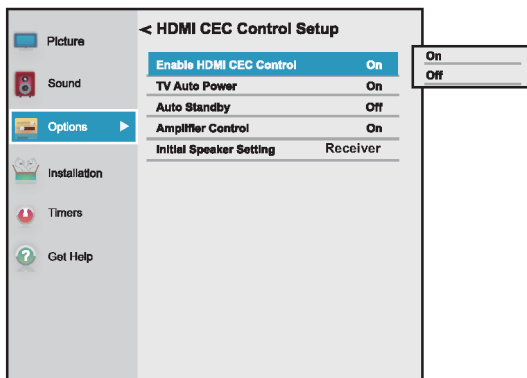 Picture
Sound
Options
Installation
Timers
Get Help
< HDMI CEC Control Setup
Enable HDMI CEC Control On
TV Auto Power On
Auto Standby Off
Amplifier Control On
Initial Speaker Setting Receiver
On
Off